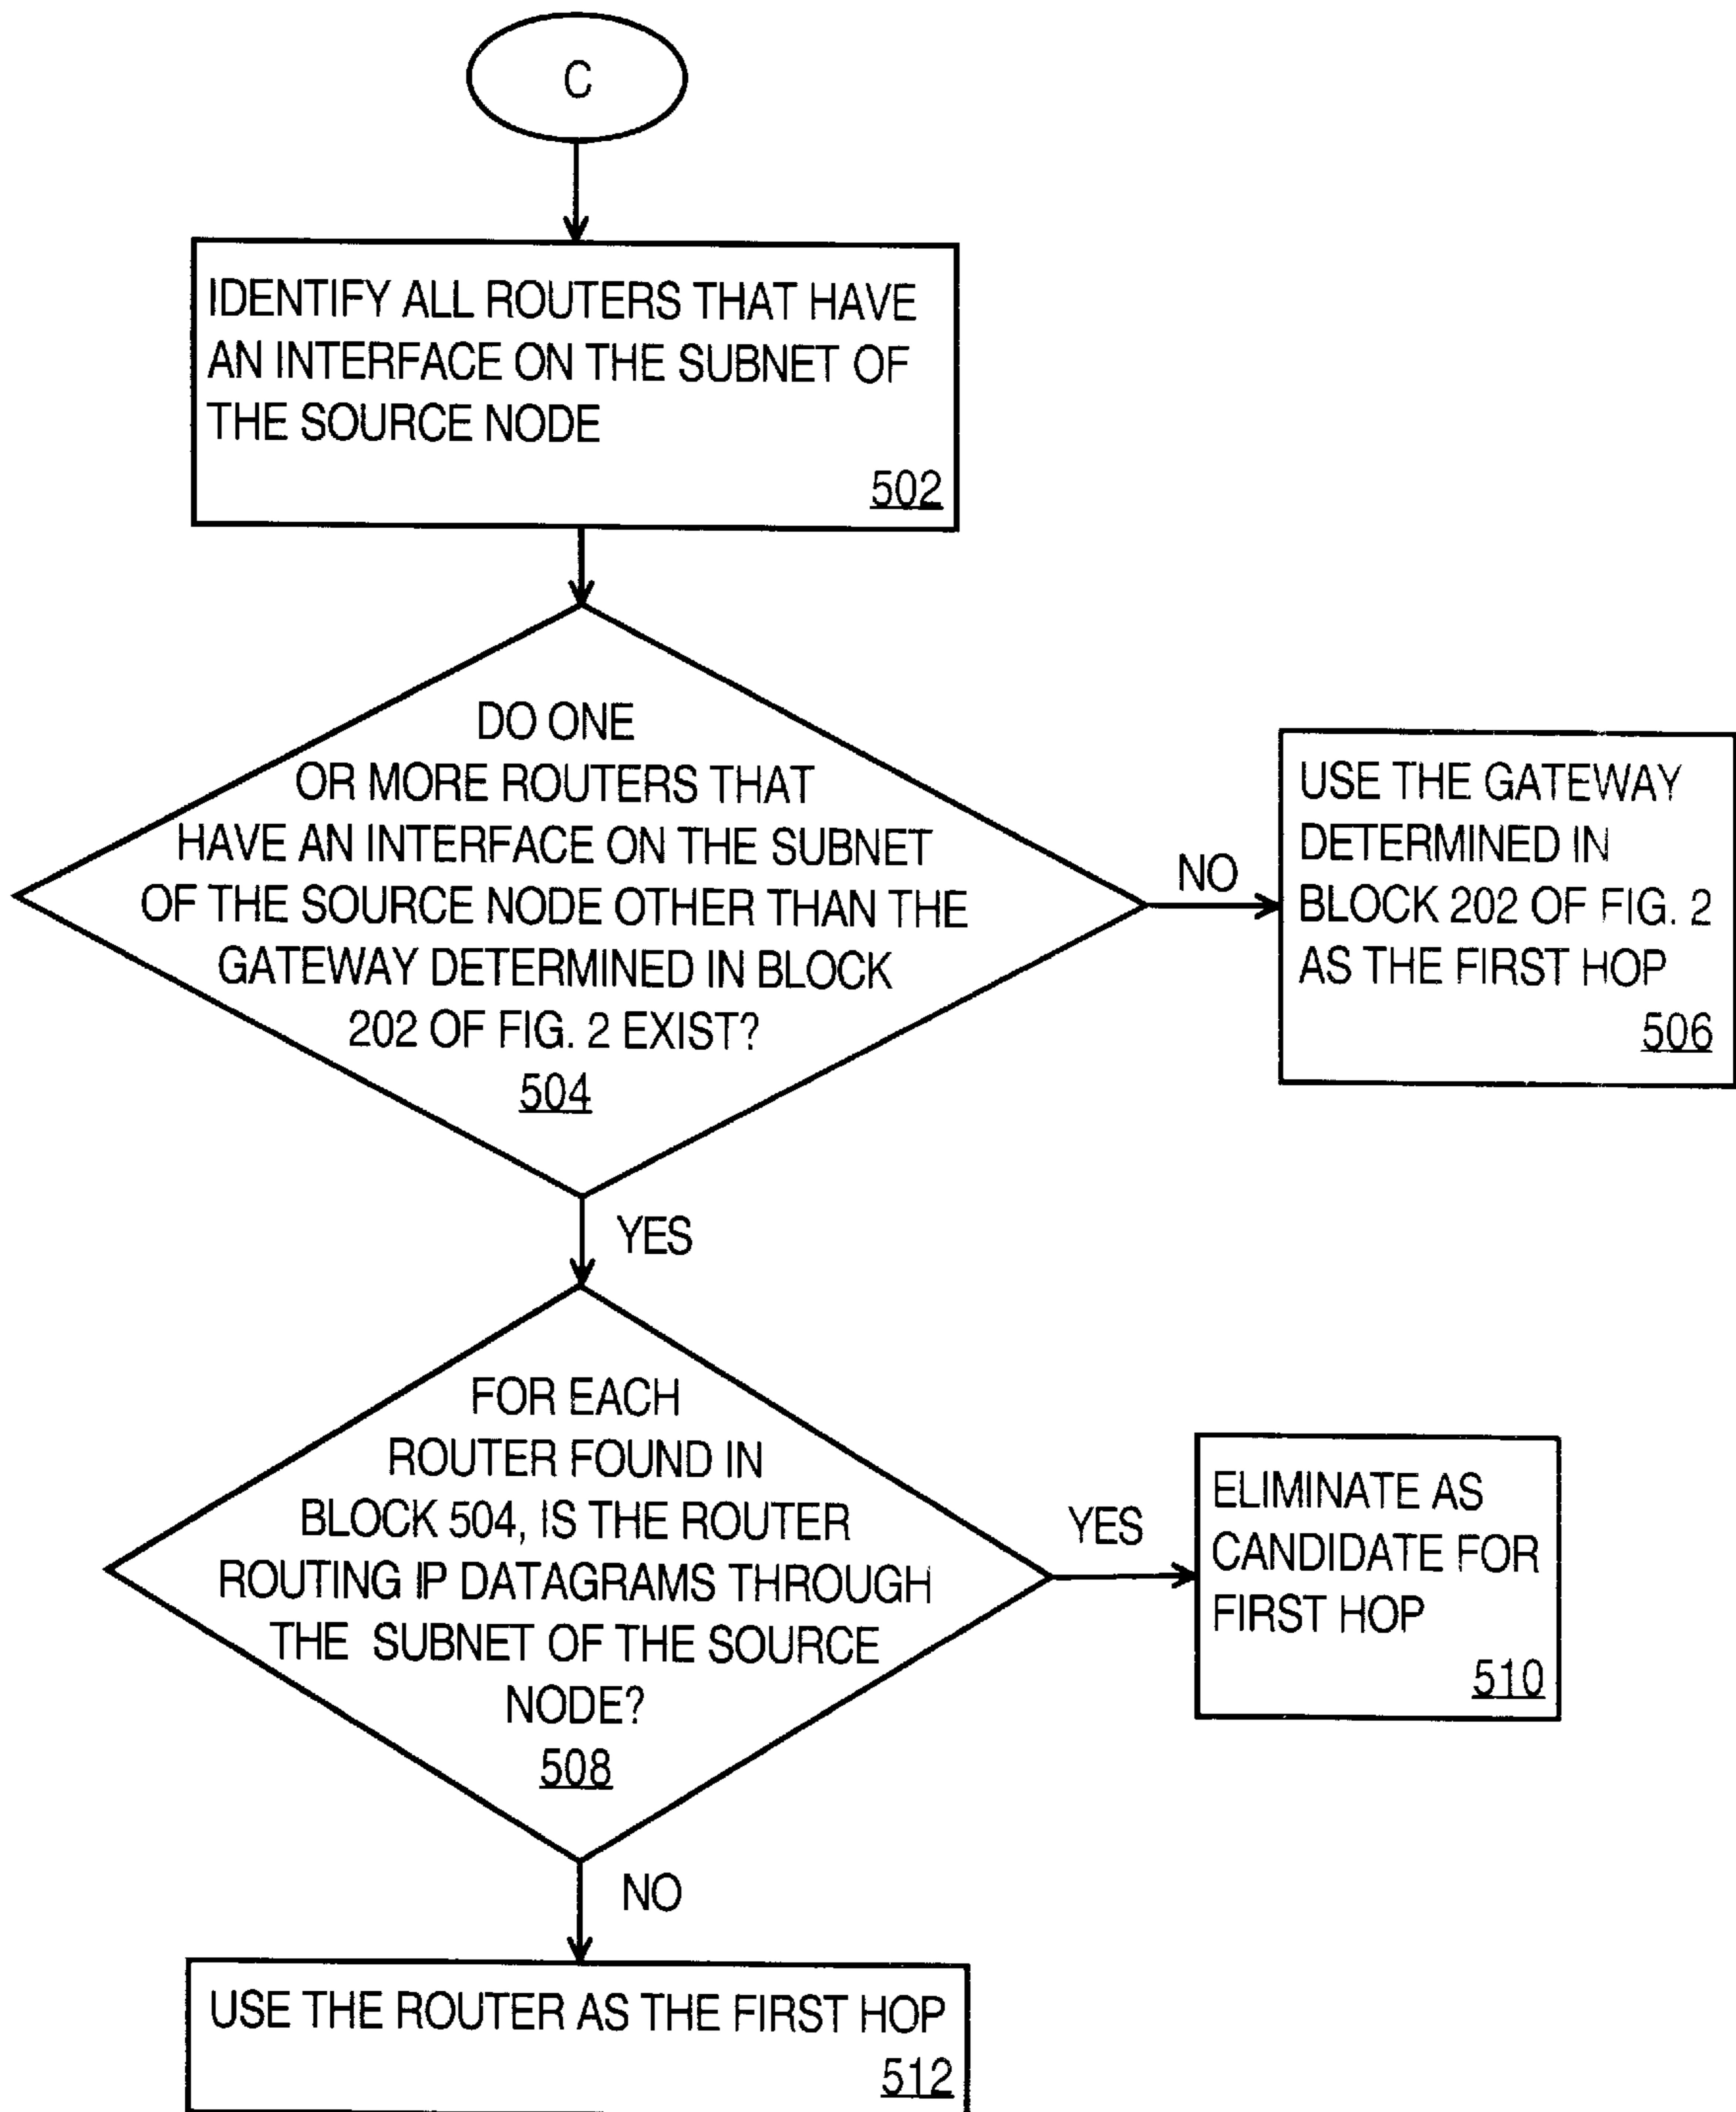 C
IDENTIFY ALL ROUTERS THAT HAVE
AN INTERFACE ON THE SUBNET OF
THE SOURCE NODE
502
DO ONE
OR MORE ROUTERS THAT
HAVE AN INTERFACE ON THE SUBNET
OF THE SOURCE NODE OTHER THAN THE
GATEWAY DETERMINED IN BLOCK
202 OF FIG. 2 EXIST?
504
NO
USE THE GATEWAY
DETERMINED IN
BLOCK 202 OF FIG. 2
AS THE FIRST HOP
506
YES
FOR EACH
ROUTER FOUND IN
BLOCK 504, IS THE ROUTER
ROUTING IP DATAGRAMS THROUGH
THE SUBNET OF THE SOURCE
NODE?
508
YES
ELIMINATE AS
CANDIDATE FOR
FIRST HOP
510
NO
USE THE ROUTER AS THE FIRST HOP
512